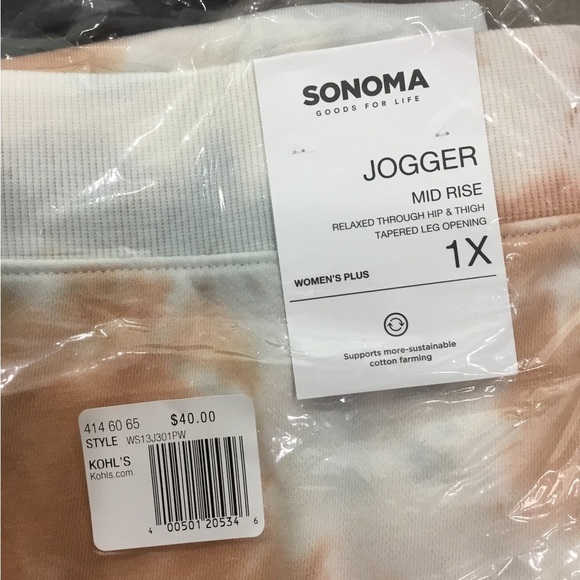 SONOMA
GOODS FOR LIFE
JOGGER
MID RISE
RELAXED THROUGH HIP & THIGH
TAPERED LEG OPENING
1X
WOMEN'S PLUS
Supports more-sustainable
cotton farming
414 60 65 $40.00
STYLE WS13J301PW
KOHL'S
Kohls.com
4 00501 20534 6